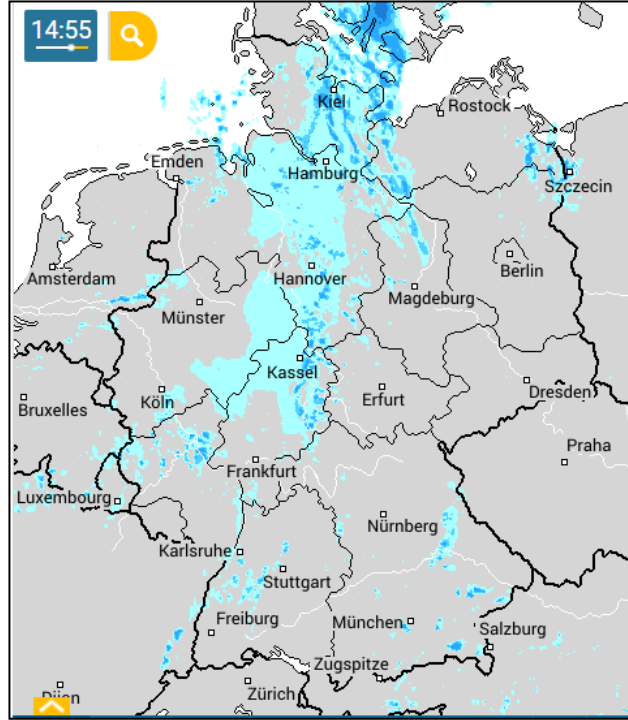 14:55
Kiel
Rostock
Emden
Hamburg
Szczecin
Amsterdam
Hannover
Berlin
Magdeburg
Münster
Kassel
Bruxelles
Köln
Erfurt
Dresden
Praha
Frankfurt
Luxembourg
Nürnberg
Karlsruhe
Stuttgart
Freiburg
München
Salzburg
Zugspitze
Dijon
Zürich